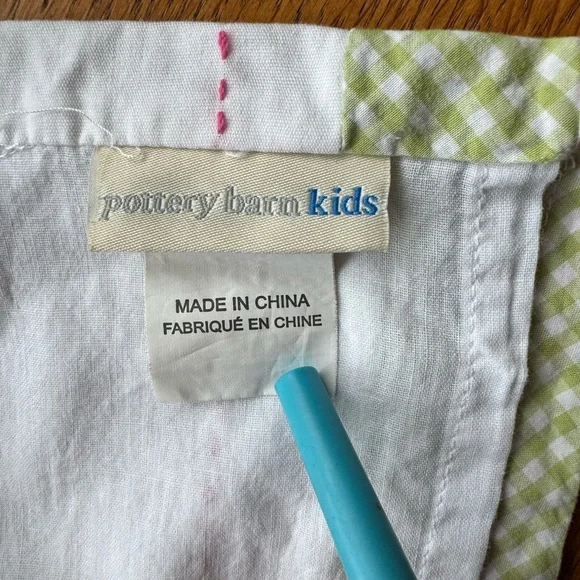 pottery barn kids
MADE IN CHINA
FABRIQUÉ EN CHINE